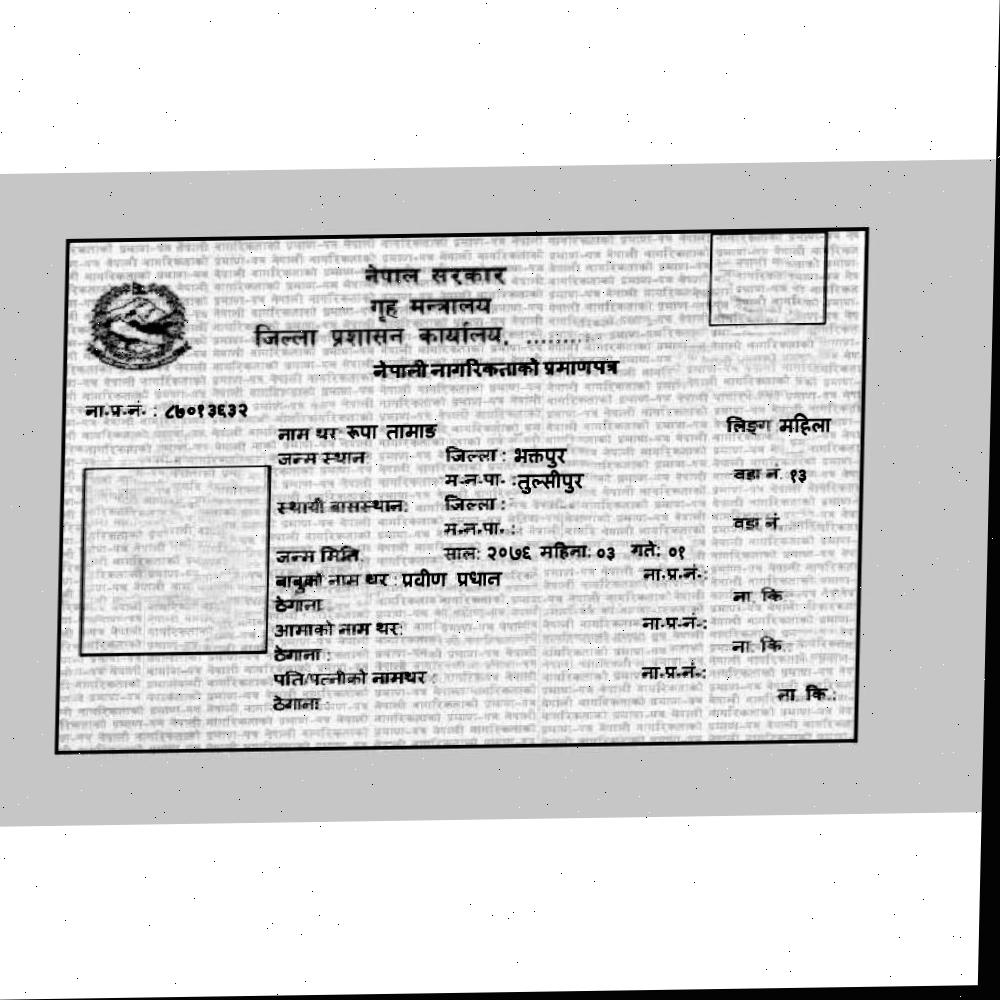 नेपाल सरकार
गृह मन्त्रालय
जिल्ला प्रशासन कार्यालय, .........
नेपाली नागरिकताको प्रमाणपत्र
ना.प्र.नं. : ८७०१३६३२
नाम थर: रूपा तामाङ लिङ्ग महिला
जन्म स्थान जिल्ला : भक्तपुर
म.न.पा. :तुल्सीपुर वडा नं. १३
स्थायी बासस्थान: जिल्ला :
म.न.पा. : वडा नं.
जन्म मिति: साल: २०७६ महिना: ०३ गते: ०१
बाबुको नाम थर : प्रवीण प्रधान ना.प्र.नं.:
ठेगाना ना. कि.
आमाको नाम थर: ना.प्र.नं.:
ठेगाना : ना. कि.
पति/पत्नीको नामथर : ना.प्र.नं.:
ठेगाना : ना. कि.: